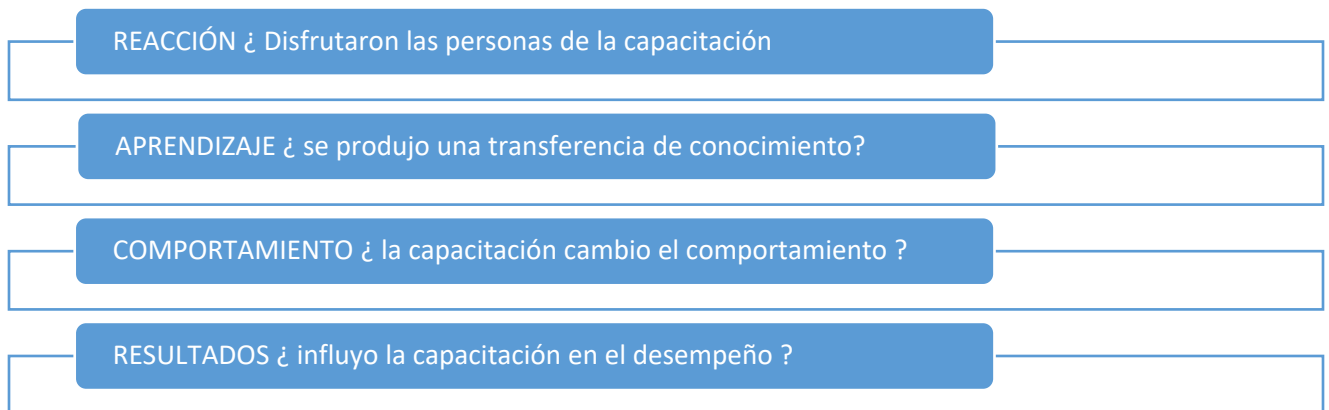 REACCIÓN ¿ Disfrutaron las personas de la capacitación
APRENDIZAJE ¿ se produjo una transferencia de conocimiento?
COMPORTAMIENTO ¿ la capacitación cambio el comportamiento ?
RESULTADOS ¿ influyo la capacitación en el desempeño ?